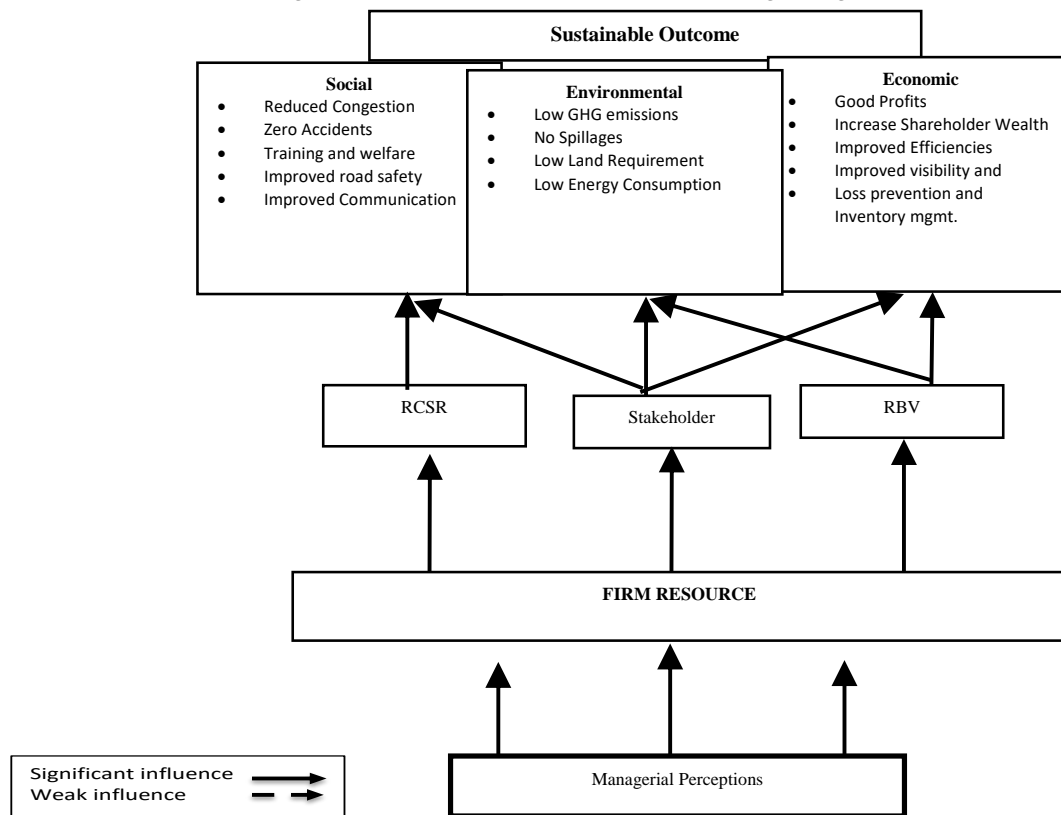 Sustainable Outcome
Social
• Reduced Congestion
• Zero Accidents
• Training and welfare
• Improved road safety
• Improved Communication
Environmental
• Low GHG emissions
• No Spillages
• Low Land Requirement
• Low Energy Consumption
Economic
• Good Profits
• Increase Shareholder Wealth
• Improved Efficiencies
• Improved visibility and
• Loss prevention and
Inventory mgmt.
RCSR
Stakeholder
RBV
FIRM RESOURCE
Managerial Perceptions
Significant influence
Weak influence